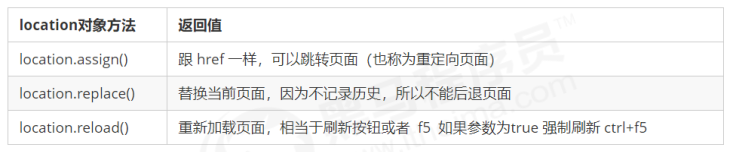 location对象方法 返回值
location.assign() 跟 href 一样，可以跳转页面（也称为重定向页面）
location.replace() 替换当前页面，因为不记录历史，所以不能后退页面
location.reload() 重新加载页面，相当于刷新按钮或者 f5 如果参数为true 强制刷新 ctrl+f5